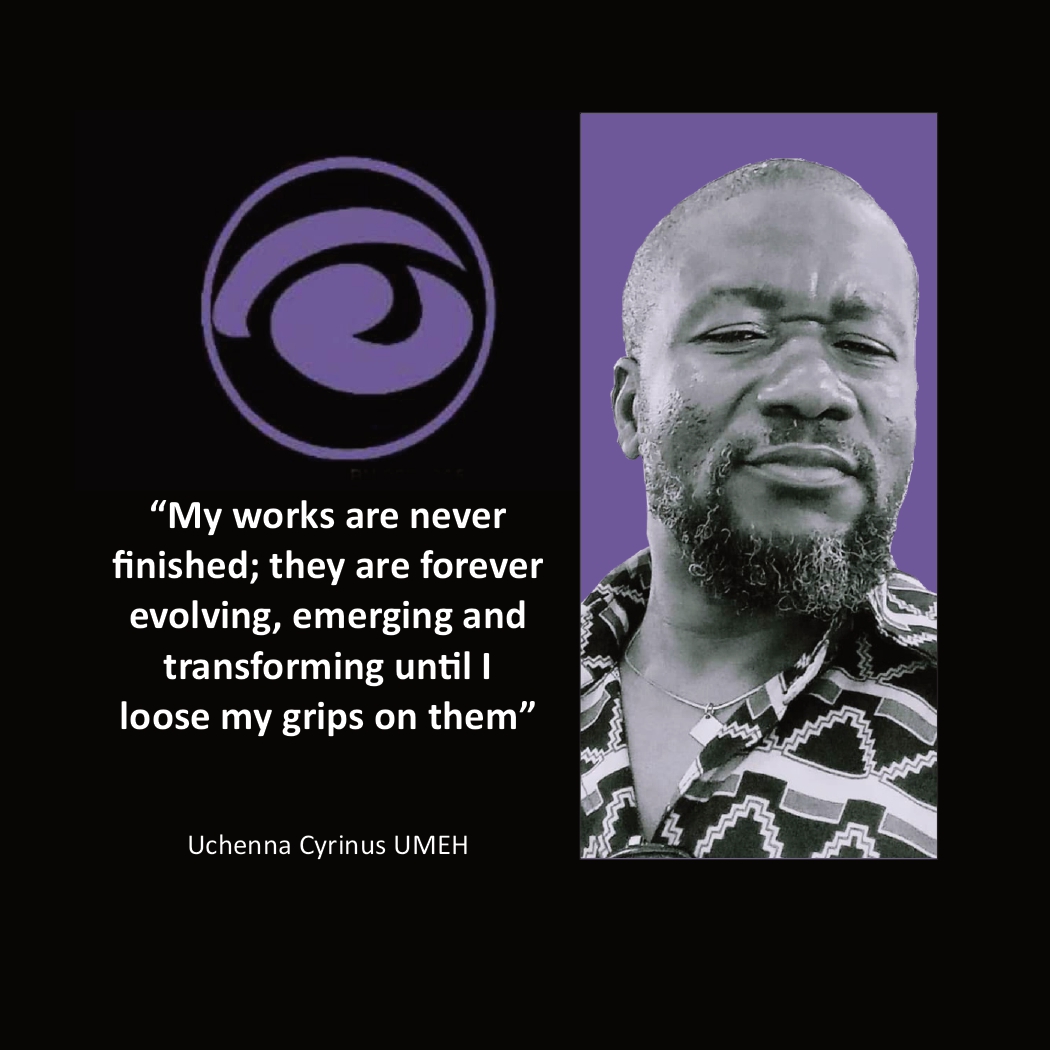 “My works are never
finished; they are forever
evolving, emerging and
transforming until I
loose my grips on them”
Uchenna Cyrinus UMEH